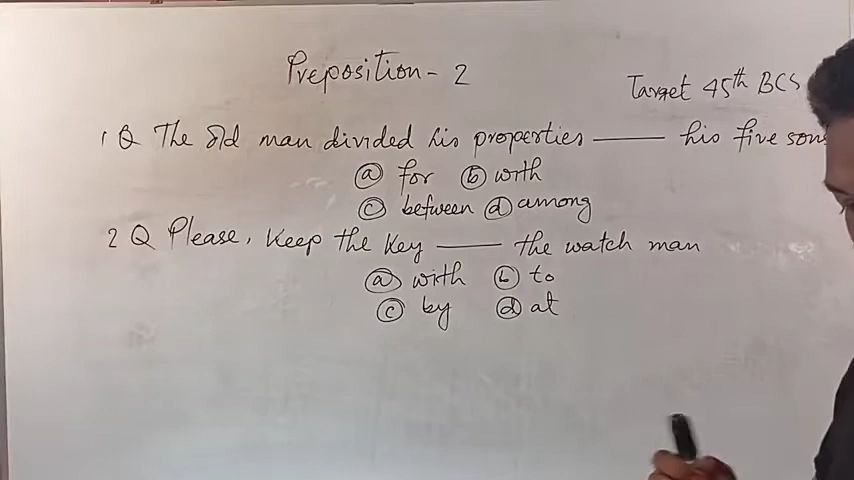 Preposition - 2
Target 45th BCS
1 Q The old man divided his properties —— his five sons
(a) for (b) with
(c) between (d) among
2 Q Please, Keep the Key —— the watch man
(a) with (b) to
(c) by (d) at